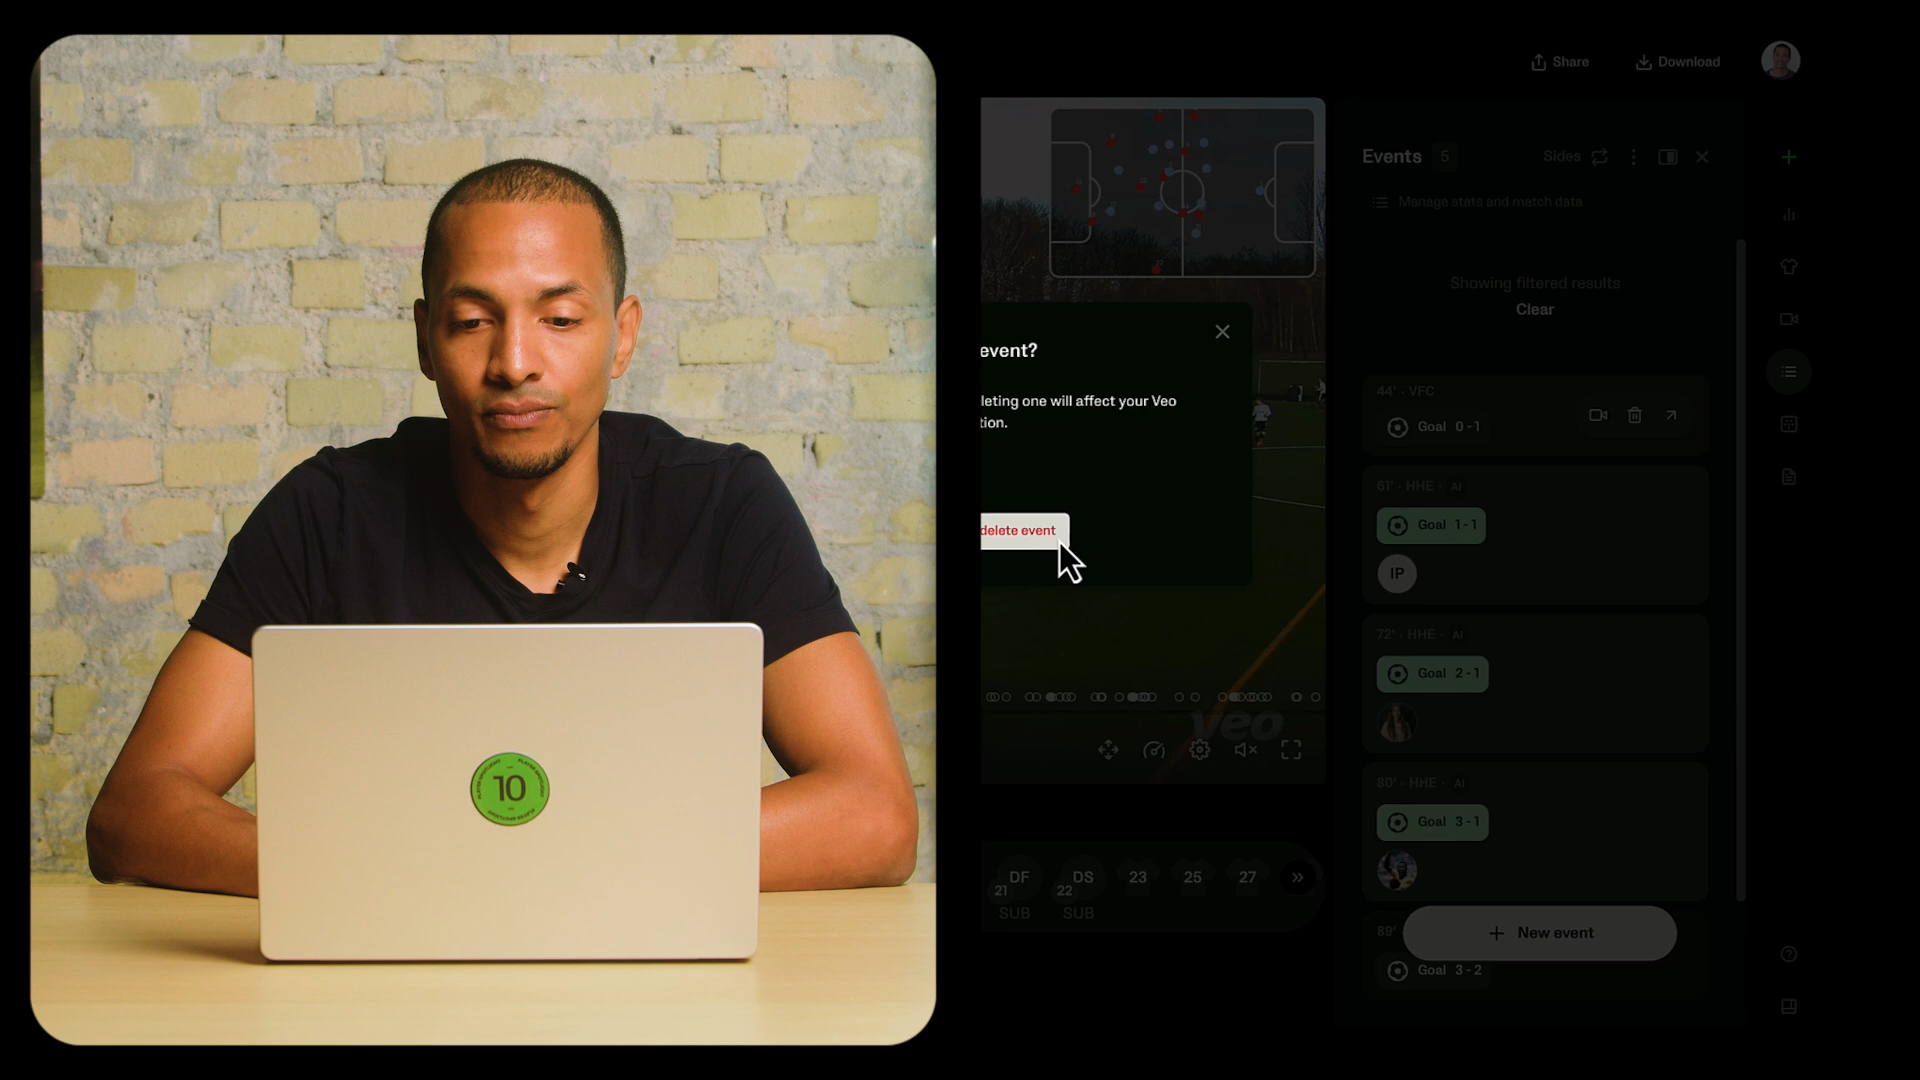 Share
Download
Events 5
Sides
Manage stats and match data
Showing filtered results
Clear
event?
leting one will affect your Veo
tion.
delete event
44' · VFC
Goal 0 - 1
61' · HHE · AI
Goal 1 - 1
IP
72' · HHE · AI
Goal 2 - 1
80' · HHE · AI
Goal 3 - 1
89' ·
Goal 3 - 2
New event
veo
DF
21
SUB
DS
22
SUB
23
25
27
PLAYER SPOTLIGHT
10